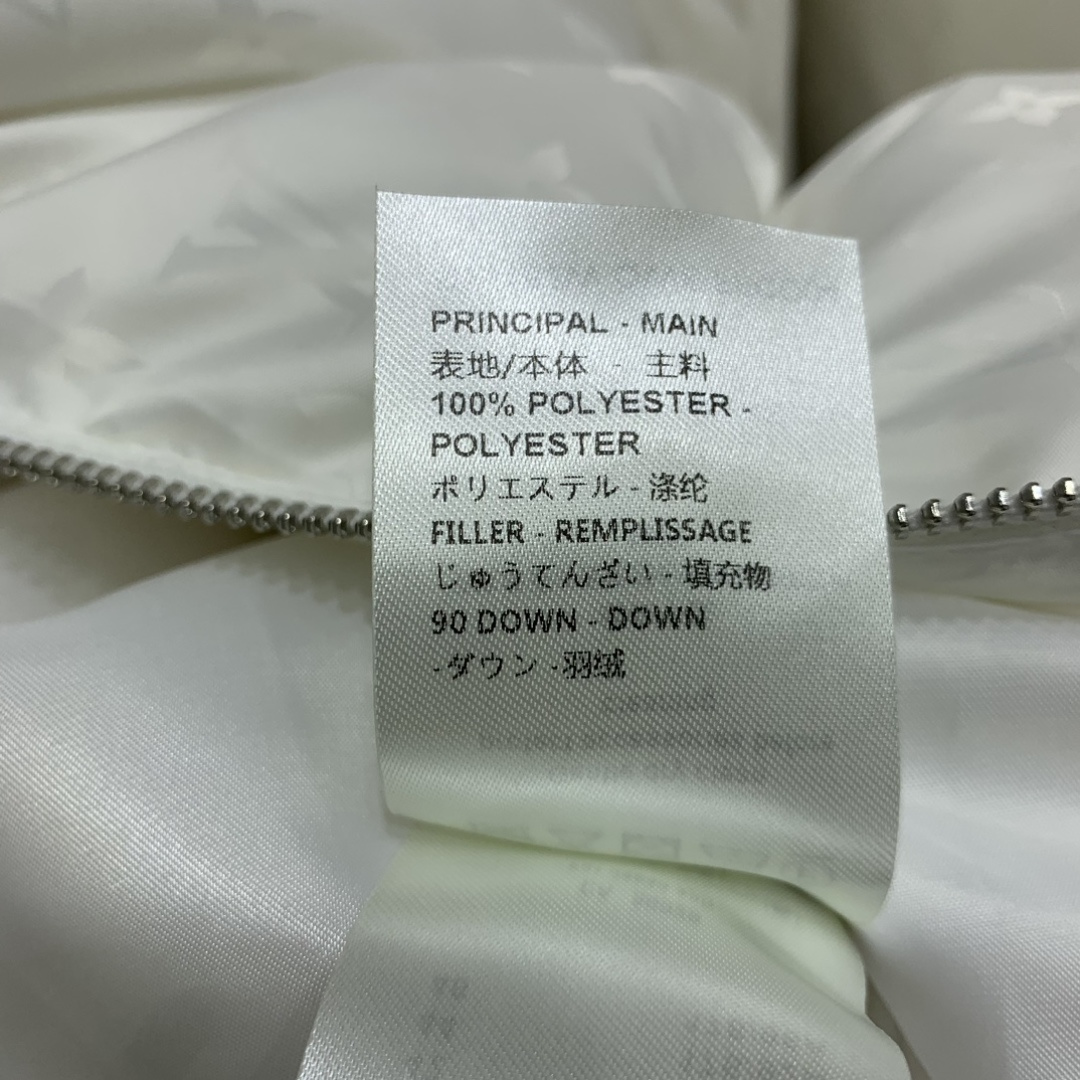 PRINCIPAL - MAIN
表地/本体 - 主料
100% POLYESTER -
POLYESTER
ポリエステル - 涤纶
FILLER - REMPLISSAGE
じゅうてんざい - 填充物
90 DOWN - DOWN
-ダウン -羽绒